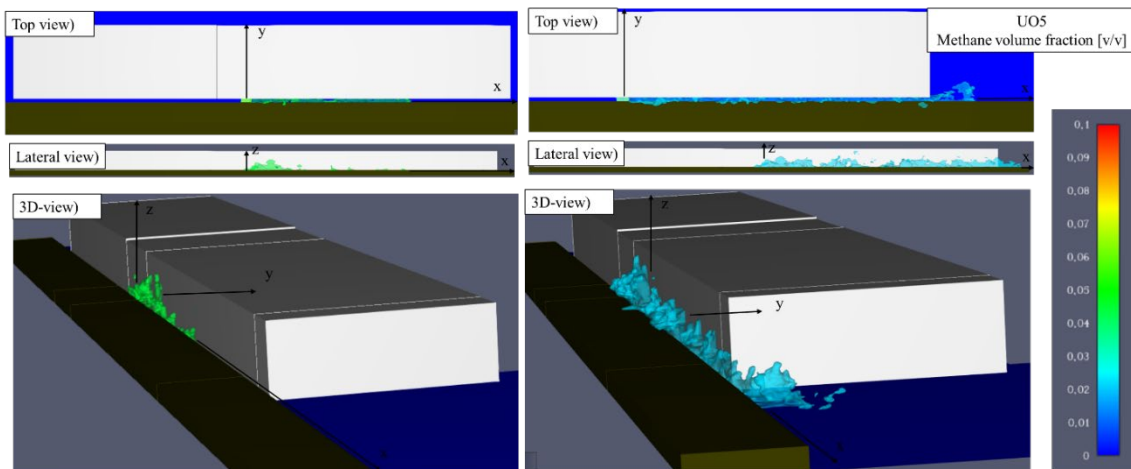 Top view)
y
x
Lateral view)
z
x
3D-view)
z
y
x
Top view)
y
x
UO5
Methane volume fraction [v/v]
Lateral view)
z
x
3D-view)
z
y
x
0,1
0,09
0,08
0,07
0,06
0,05
0,04
0,03
0,02
0,01
0